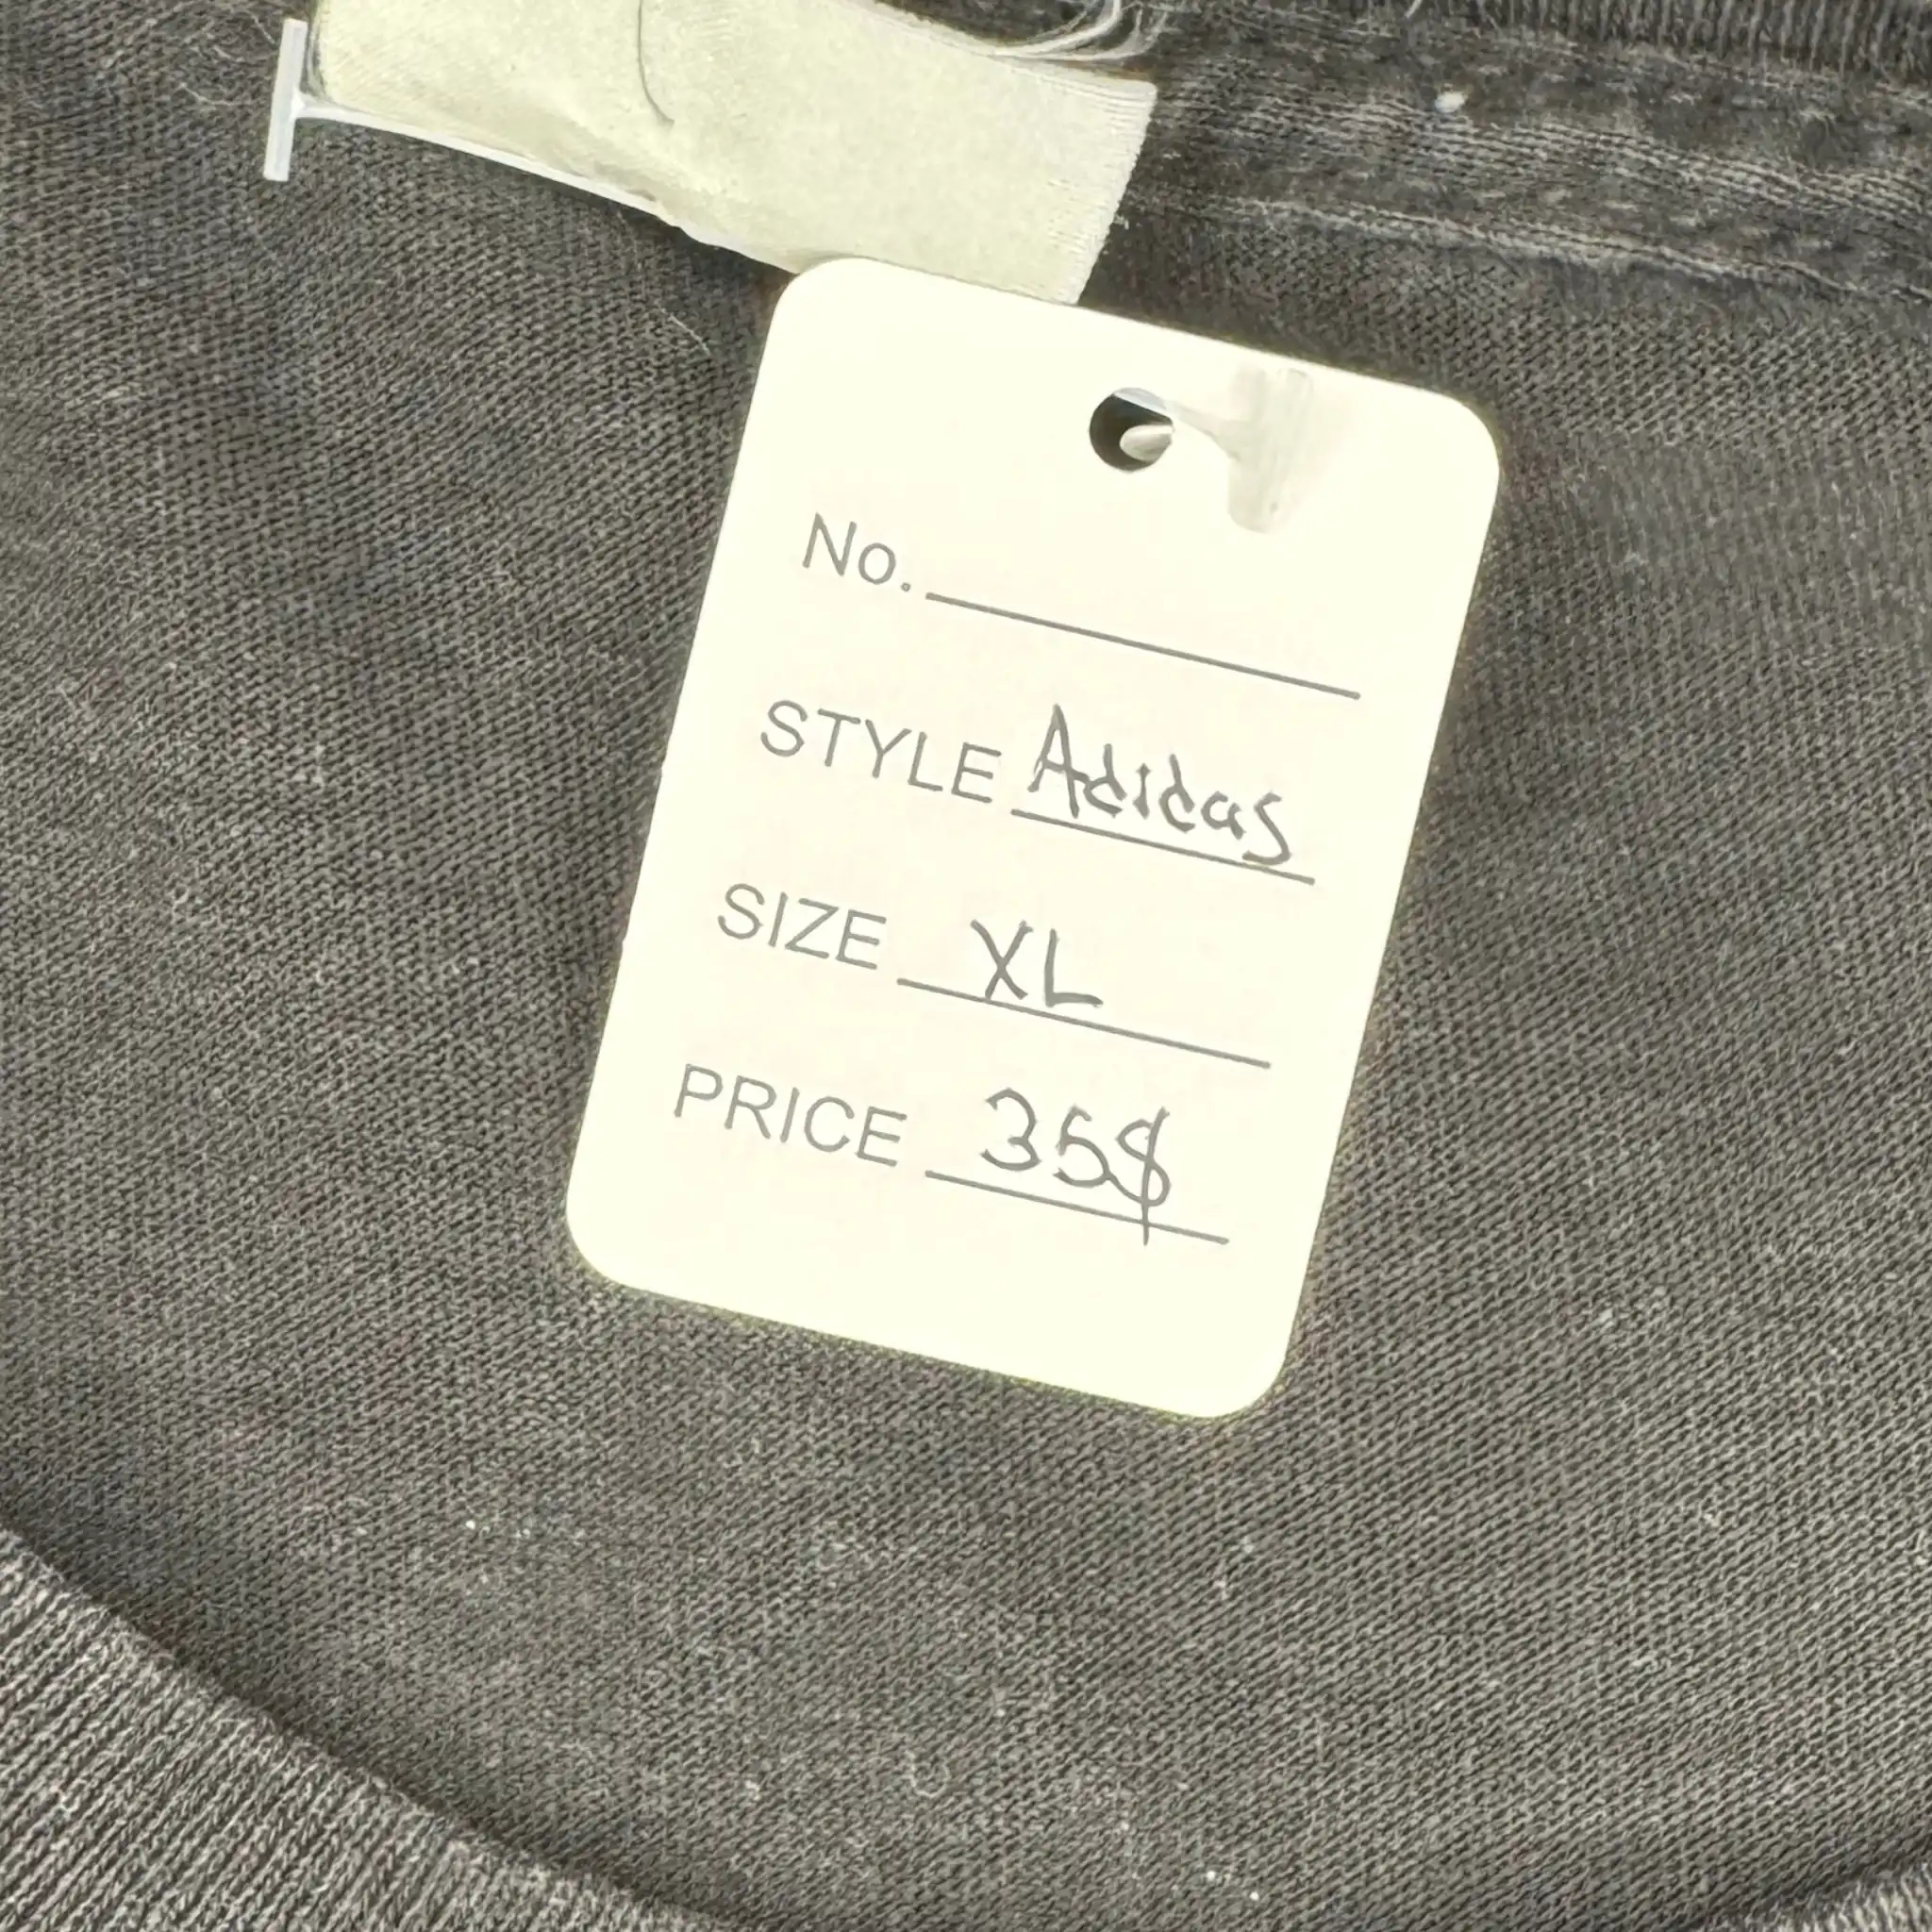 No.
STYLE Adidas
SIZE XL
PRICE 35$